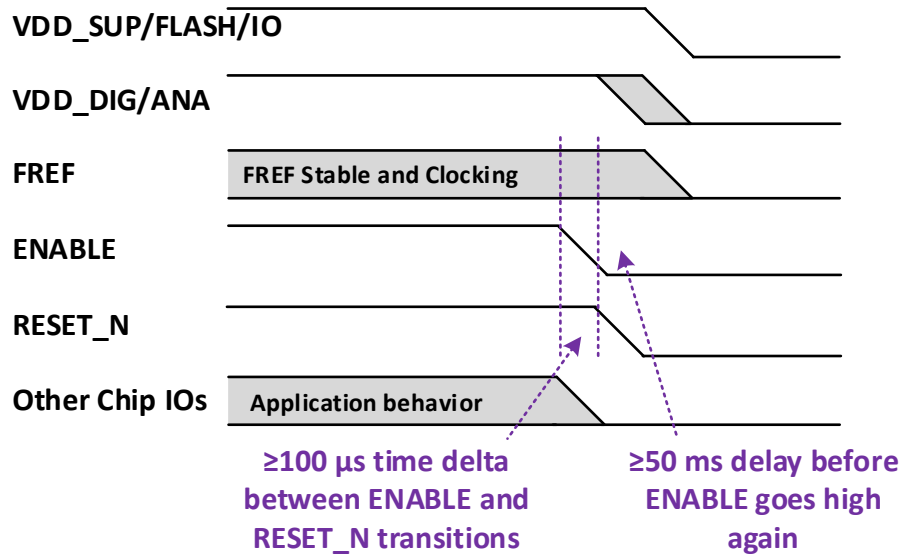 VDD_SUP/FLASH/IO
VDD_DIG/ANA
FREF
FREF Stable and Clocking
ENABLE
RESET_N
Other Chip IOs
Application behavior
≥100 µs time delta
between ENABLE and
RESET_N transitions
≥50 ms delay before
ENABLE goes high
again